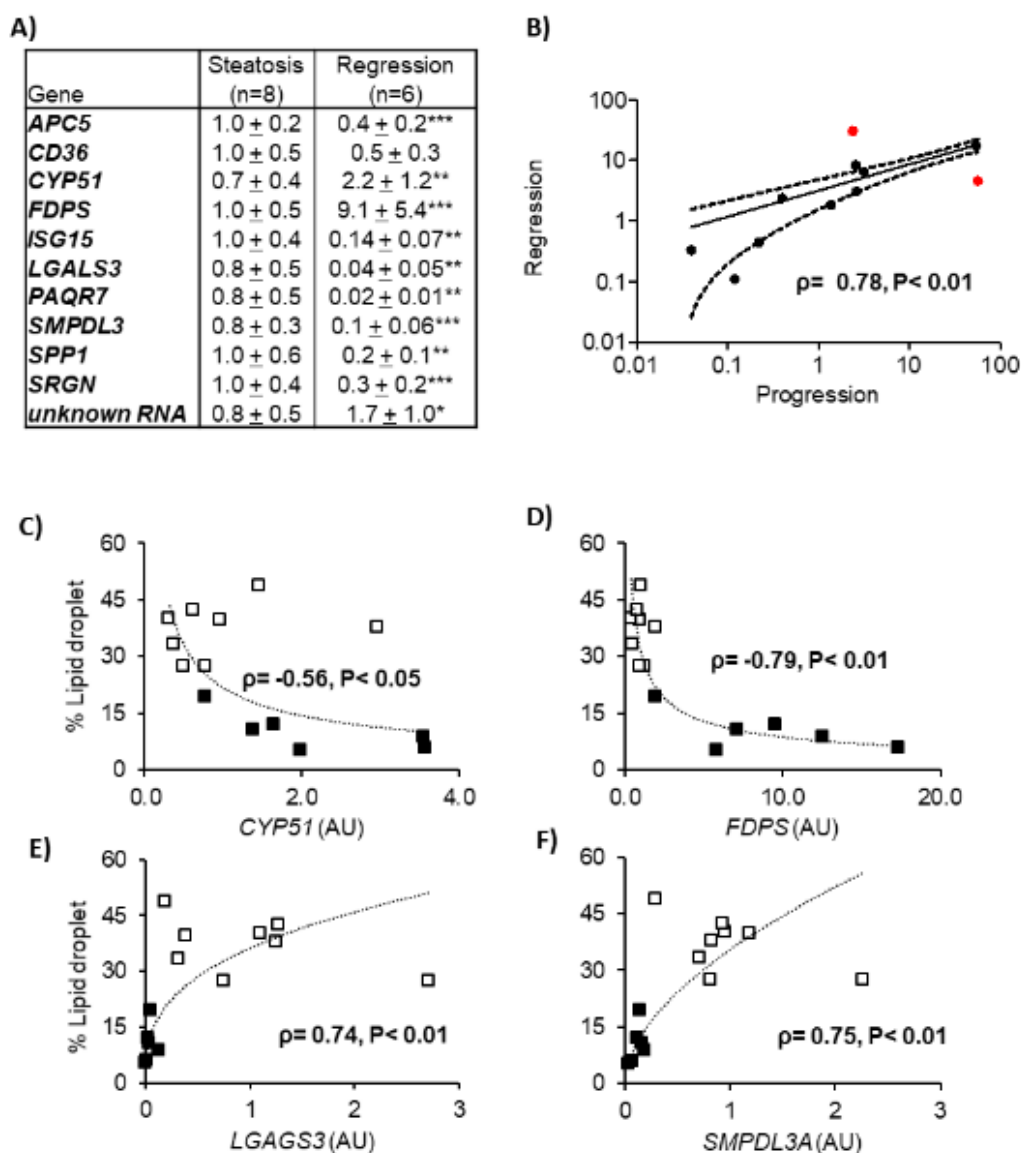 A)
Steatosis Regression
Gene (n=8) (n=6)
APC5 1.0 ± 0.2 0.4 ± 0.2***
CD36 1.0 ± 0.5 0.5 ± 0.3
CYP51 0.7 ± 0.4 2.2 ± 1.2**
FDPS 1.0 ± 0.5 9.1 ± 5.4***
ISG15 1.0 ± 0.4 0.14 ± 0.07**
LGALS3 0.8 ± 0.5 0.04 ± 0.05**
PAQR7 0.8 ± 0.5 0.02 ± 0.01**
SMPDL3 0.8 ± 0.3 0.1 ± 0.06***
SPP1 1.0 ± 0.6 0.2 ± 0.1**
SRGN 1.0 ± 0.4 0.3 ± 0.2***
unknown RNA 0.8 ± 0.5 1.7 ± 1.0*
B)
100
10
1
0.1
0.01
Regression
ρ= 0.78, P< 0.01
0.01 0.1 1 10 100
Progression
C)
60
45
30
15
0
% Lipid droplet
ρ= -0.56, P< 0.05
0.0 2.0 4.0
CYP51 (AU)
D)
60
45
30
15
0
ρ= -0.79, P< 0.01
0.0 10.0 20.0
FDPS (AU)
E)
60
45
30
15
0
% Lipid droplet
ρ= 0.74, P< 0.01
0 1 2 3
LGAGS3 (AU)
F)
60
45
30
15
0
ρ= 0.75, P< 0.01
0 1 2 3
SMPDL3A (AU)